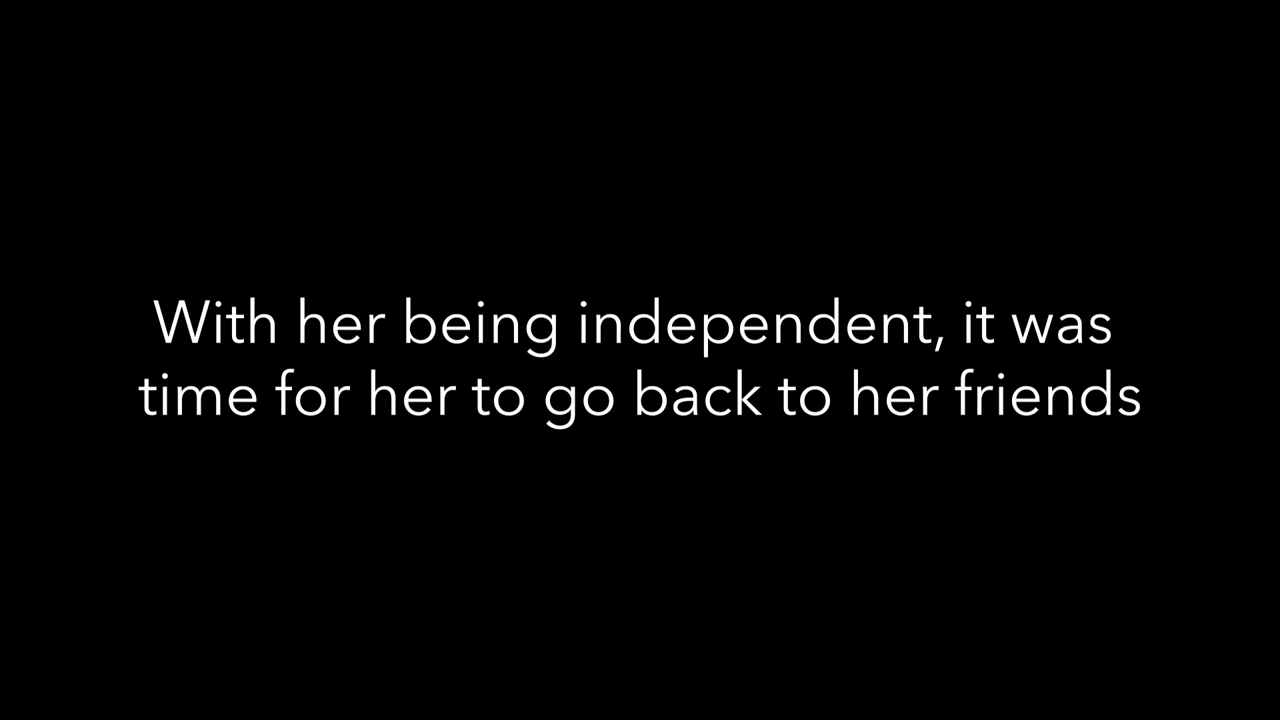 With her being independent, it was
time for her to go back to her friends